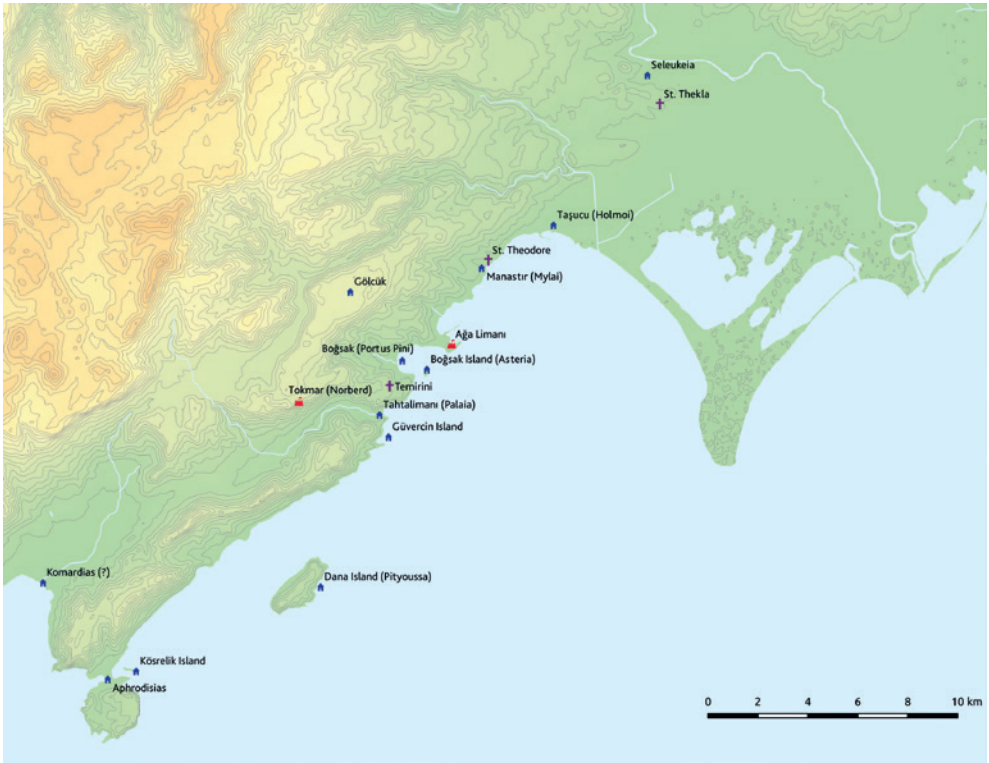 Seleukeia
St. Thekla
Taşucu (Holmoi)
St. Theodore
Manastır (Mylai)
Gölcük
Ağa Limanı
Boğsak (Portus Pini)
Boğsak Island (Asteria)
Temirini
Tokmar (Norberd)
Tahtalimanı (Palaia)
Güvercin Island
Komardias (?)
Dana Island (Pityoussa)
Kösrelik Island
Aphrodisias
0 2 4 6 8 10 km